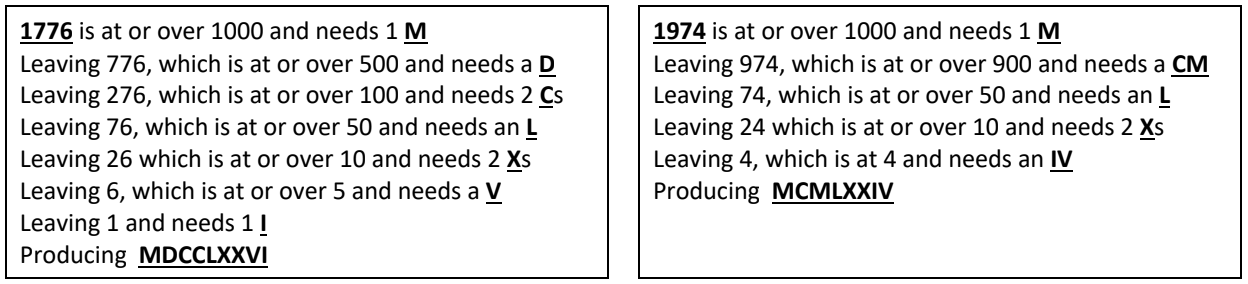 1776 is at or over 1000 and needs 1 M
Leaving 776, which is at or over 500 and needs a D
Leaving 276, which is at or over 100 and needs 2 Cs
Leaving 76, which is at or over 50 and needs an L
Leaving 26 which is at or over 10 and needs 2 Xs
Leaving 6, which is at or over 5 and needs a V
Leaving 1 and needs 1 I
Producing MDCCLXXVI
1974 is at or over 1000 and needs 1 M
Leaving 974, which is at or over 900 and needs a CM
Leaving 74, which is at or over 50 and needs an L
Leaving 24 which is at or over 10 and needs 2 Xs
Leaving 4, which is at 4 and needs an IV
Producing MCMLXXIV